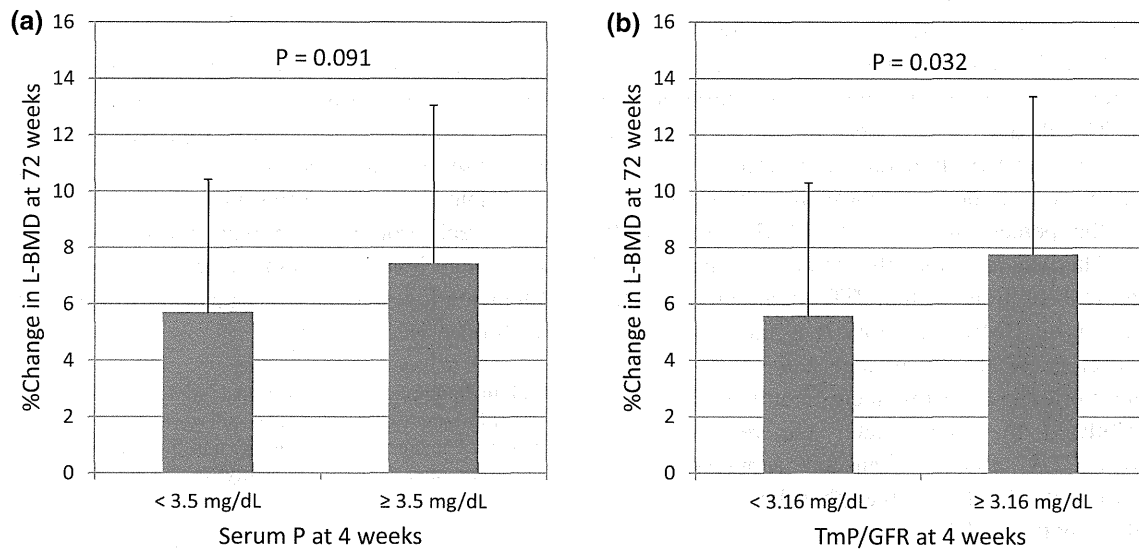 (a)
16
14
12
10
8
6
4
2
0
%Change in L-BMD at 72 weeks
P = 0.091
< 3.5 mg/dL
≥ 3.5 mg/dL
Serum P at 4 weeks
(b)
16
14
12
10
8
6
4
2
0
%Change in L-BMD at 72 weeks
P = 0.032
< 3.16 mg/dL
≥ 3.16 mg/dL
TmP/GFR at 4 weeks